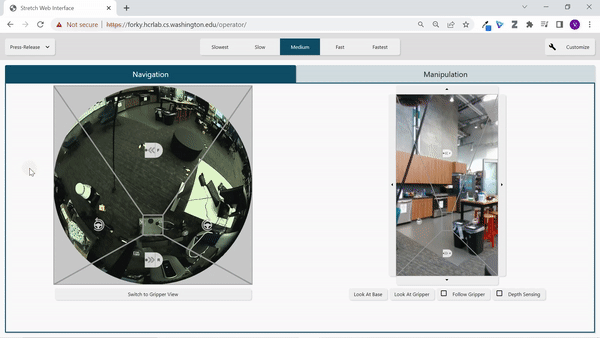 Stretch Web Interface
Not secure | https://forky.hcrlab.cs.washington.edu/operator/
Press-Release
Slowest Slow Medium Fast Fastest
Customize
Navigation Manipulation
Switch to Gripper View
Look At Base Look At Gripper Follow Gripper Depth Sensing